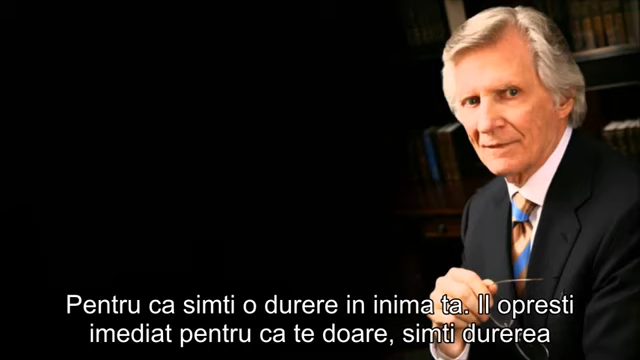 Pentru ca simti o durere in inima ta. Il opresti
imediat pentru ca te doare, simti durerea